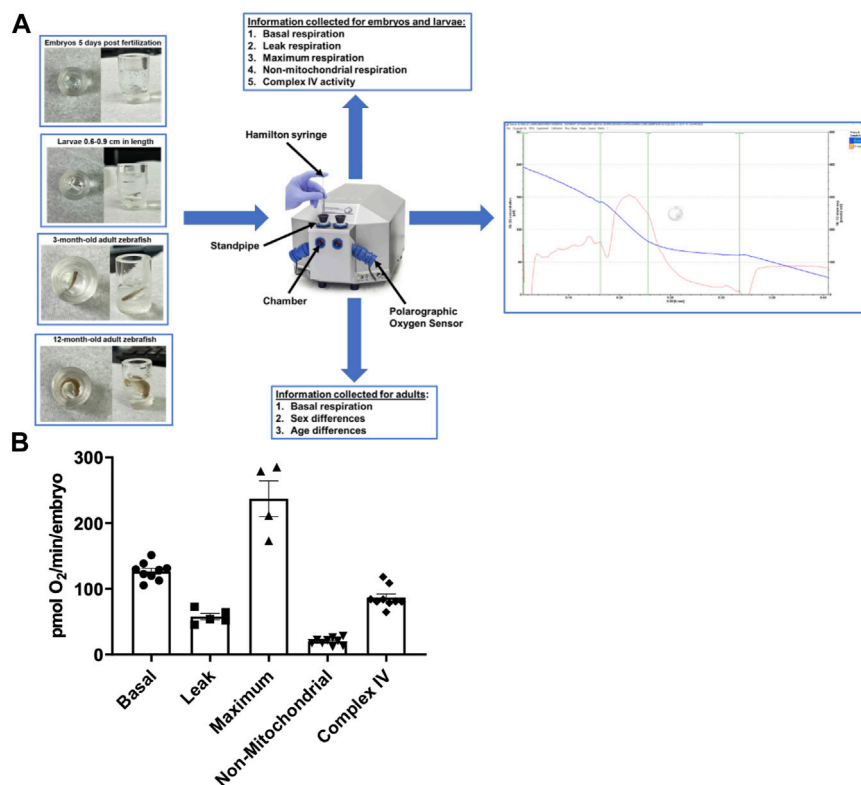 A
Embryos 5 days post fertilization
Larvae 0.6-0.9 cm in length
3-month-old adult zebrafish
12-month-old adult zebrafish
Information collected for embryos and larvae:
1. Basal respiration
2. Leak respiration
3. Maximum respiration
4. Non-mitochondrial respiration
5. Complex IV activity
Hamilton syringe
Standpipe
Chamber
Polarographic
Oxygen Sensor
Information collected for adults:
1. Basal respiration
2. Sex differences
3. Age differences
B
pmol O₂/min/embryo
300
200
100
0
Basal
Leak
Maximum
Non-Mitochondrial
Complex IV